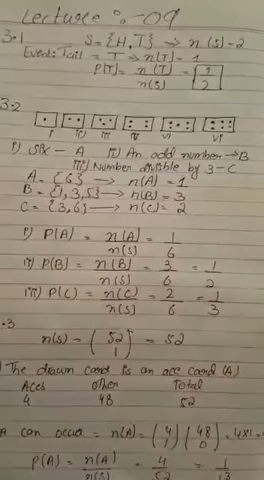 Lecture :-09
3.1 S = {H, T} ⟹ n(S) = 2
Event: Tail = T ⟹ n(T) = 1
P(T) = n(T) / n(S) = 1/2
3.2
I II III IV V VI
i) Six - A ii) An odd number → B
iii) Number divisible by 3 - C
A = {6} ⟶ n(A) = 1
B = {1, 3, 5} ⟶ n(B) = 3
C = {3, 6} ⟶ n(C) = 2
i) P(A) = n(A) / n(S) = 1/6
ii) P(B) = n(B) / n(S) = 3/6 = 1/2
iii) P(C) = n(C) / n(S) = 2/6 = 1/3
.3
n(S) = (52 1) = 52
) The drawn card is an ace card (A)
Aces other Total
4 48 52
A can occur = n(A) = (4 1) (48 0) = 4x1
P(A) = n(A) / n(S) = 4/52 = 1/13